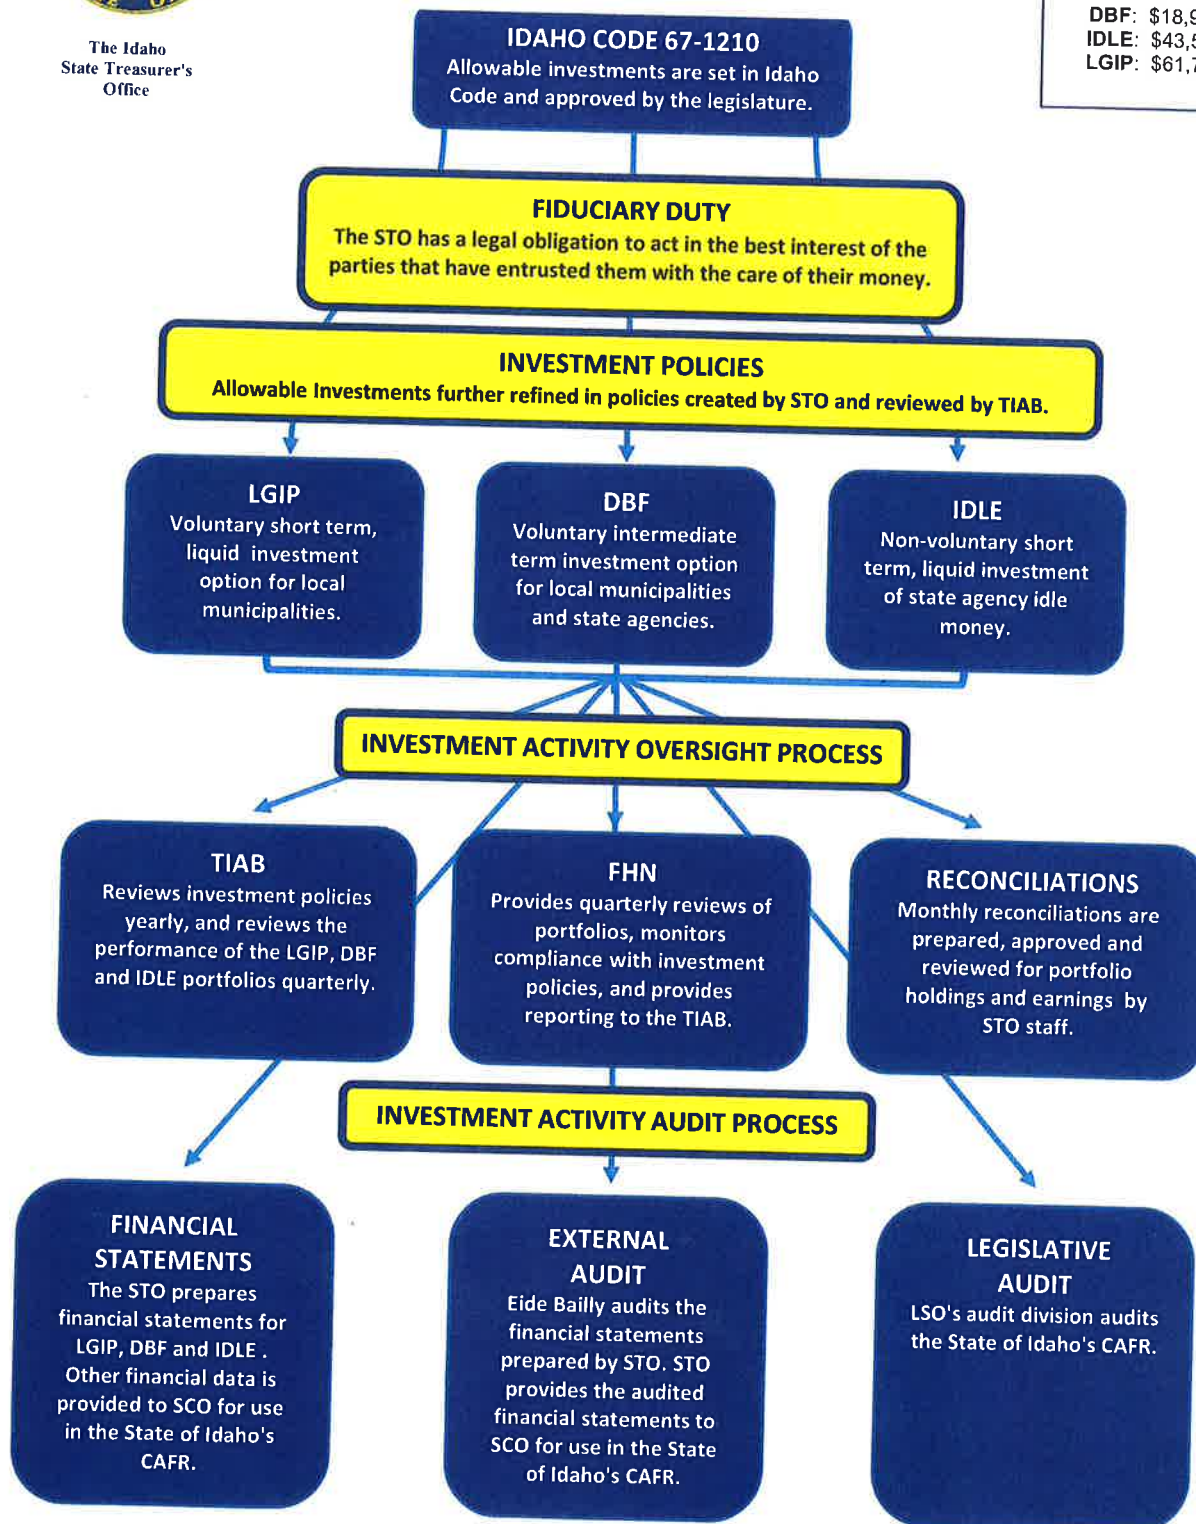 The Idaho
State Treasurer's
Office
DBF: $18,9
IDLE: $43,5
LGIP: $61,7
IDAHO CODE 67-1210
Allowable investments are set in Idaho
Code and approved by the legislature.
FIDUCIARY DUTY
The STO has a legal obligation to act in the best interest of the
parties that have entrusted them with the care of their money.
INVESTMENT POLICIES
Allowable Investments further refined in policies created by STO and reviewed by TIAB.
LGIP
Voluntary short term,
liquid investment
option for local
municipalities.
DBF
Voluntary intermediate
term investment option
for local municipalities
and state agencies.
IDLE
Non-voluntary short
term, liquid investment
of state agency idle
money.
INVESTMENT ACTIVITY OVERSIGHT PROCESS
TIAB
Reviews investment policies
yearly, and reviews the
performance of the LGIP, DBF
and IDLE portfolios quarterly.
FHN
Provides quarterly reviews of
portfolios, monitors
compliance with investment
policies, and provides
reporting to the TIAB.
RECONCILIATIONS
Monthly reconciliations are
prepared, approved and
reviewed for portfolio
holdings and earnings by
STO staff.
INVESTMENT ACTIVITY AUDIT PROCESS
FINANCIAL
STATEMENTS
The STO prepares
financial statements for
LGIP, DBF and IDLE .
Other financial data is
provided to SCO for use
in the State of Idaho's
CAFR.
EXTERNAL
AUDIT
Eide Bailly audits the
financial statements
prepared by STO. STO
provides the audited
financial statements to
SCO for use in the State
of Idaho's CAFR.
LEGISLATIVE
AUDIT
LSO's audit division audits
the State of Idaho's CAFR.